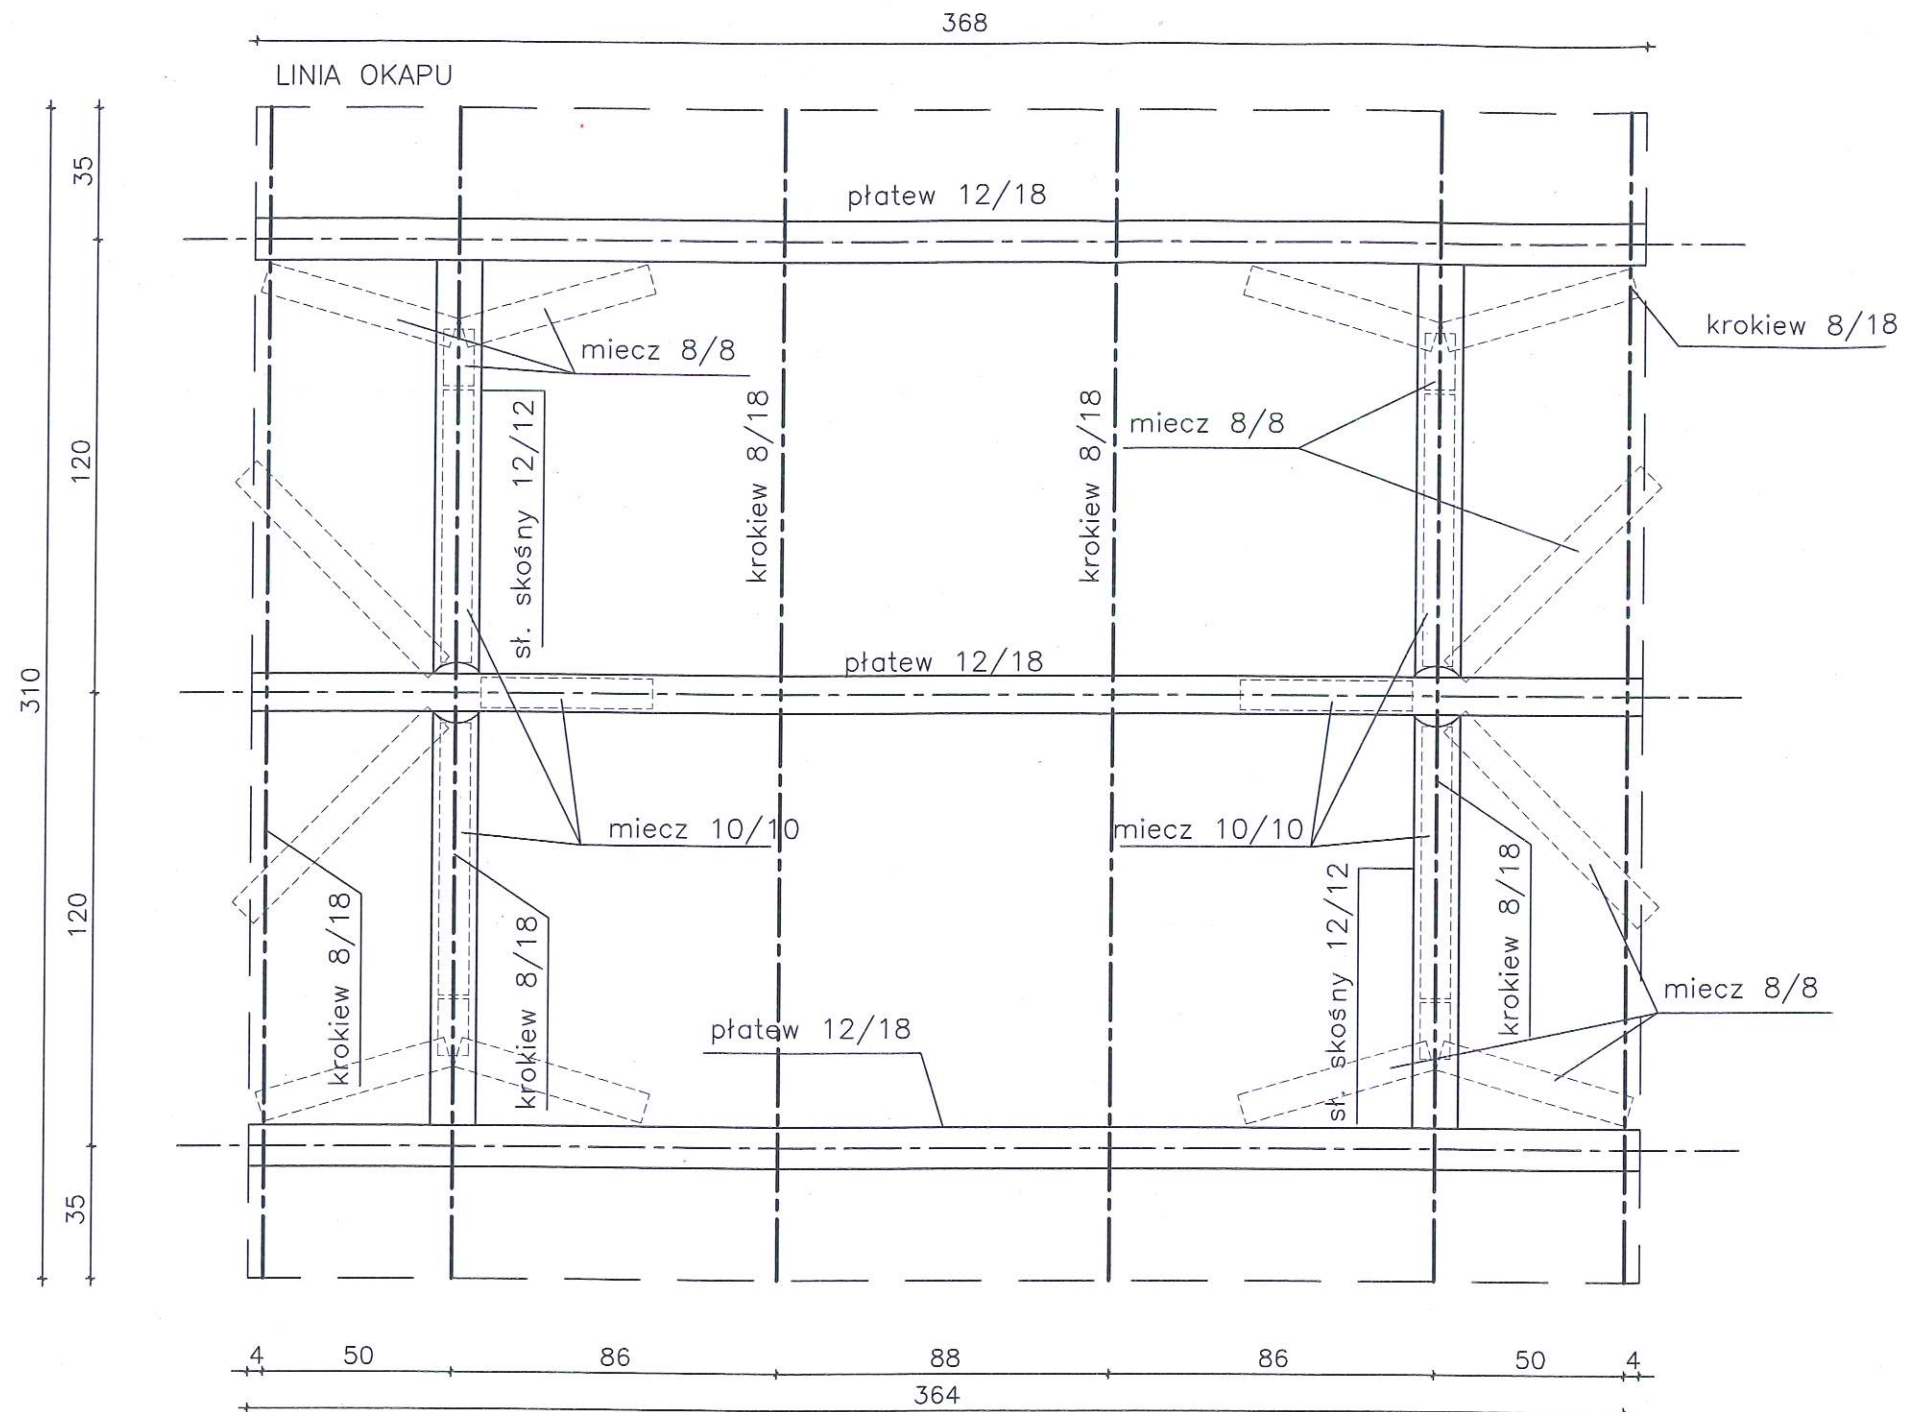 368
LINIA OKAPU
35
płatew 12/18
krokiew 8/18
miecz 8/8
120
sł. skośny 12/12
krokiew 8/18
krokiew 8/18
miecz 8/8
310
płatew 12/18
miecz 10/10
miecz 10/10
120
krokiew 8/18
krokiew 8/18
sł. skośny 12/12
krokiew 8/18
miecz 8/8
płatew 12/18
35
4 50 86 88 86 50 4
364